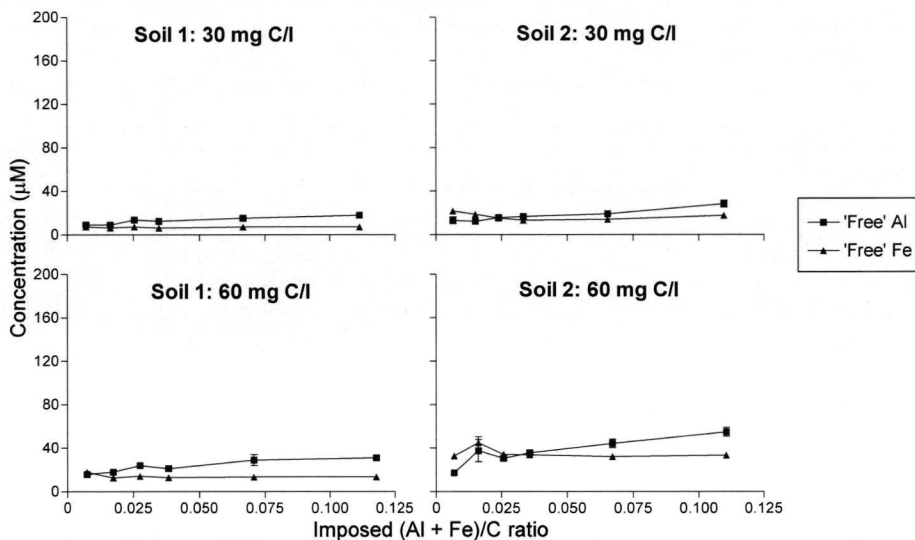 200
160
120
80
40
0
Soil 1: 30 mg C/l
Soil 2: 30 mg C/l
200
160
120
80
40
0
Soil 1: 60 mg C/l
Soil 2: 60 mg C/l
Concentration (µM)
0 0.025 0.050 0.075 0.100 0.125
0 0.025 0.050 0.075 0.100 0.125
Imposed (Al + Fe)/C ratio
'Free' Al
'Free' Fe